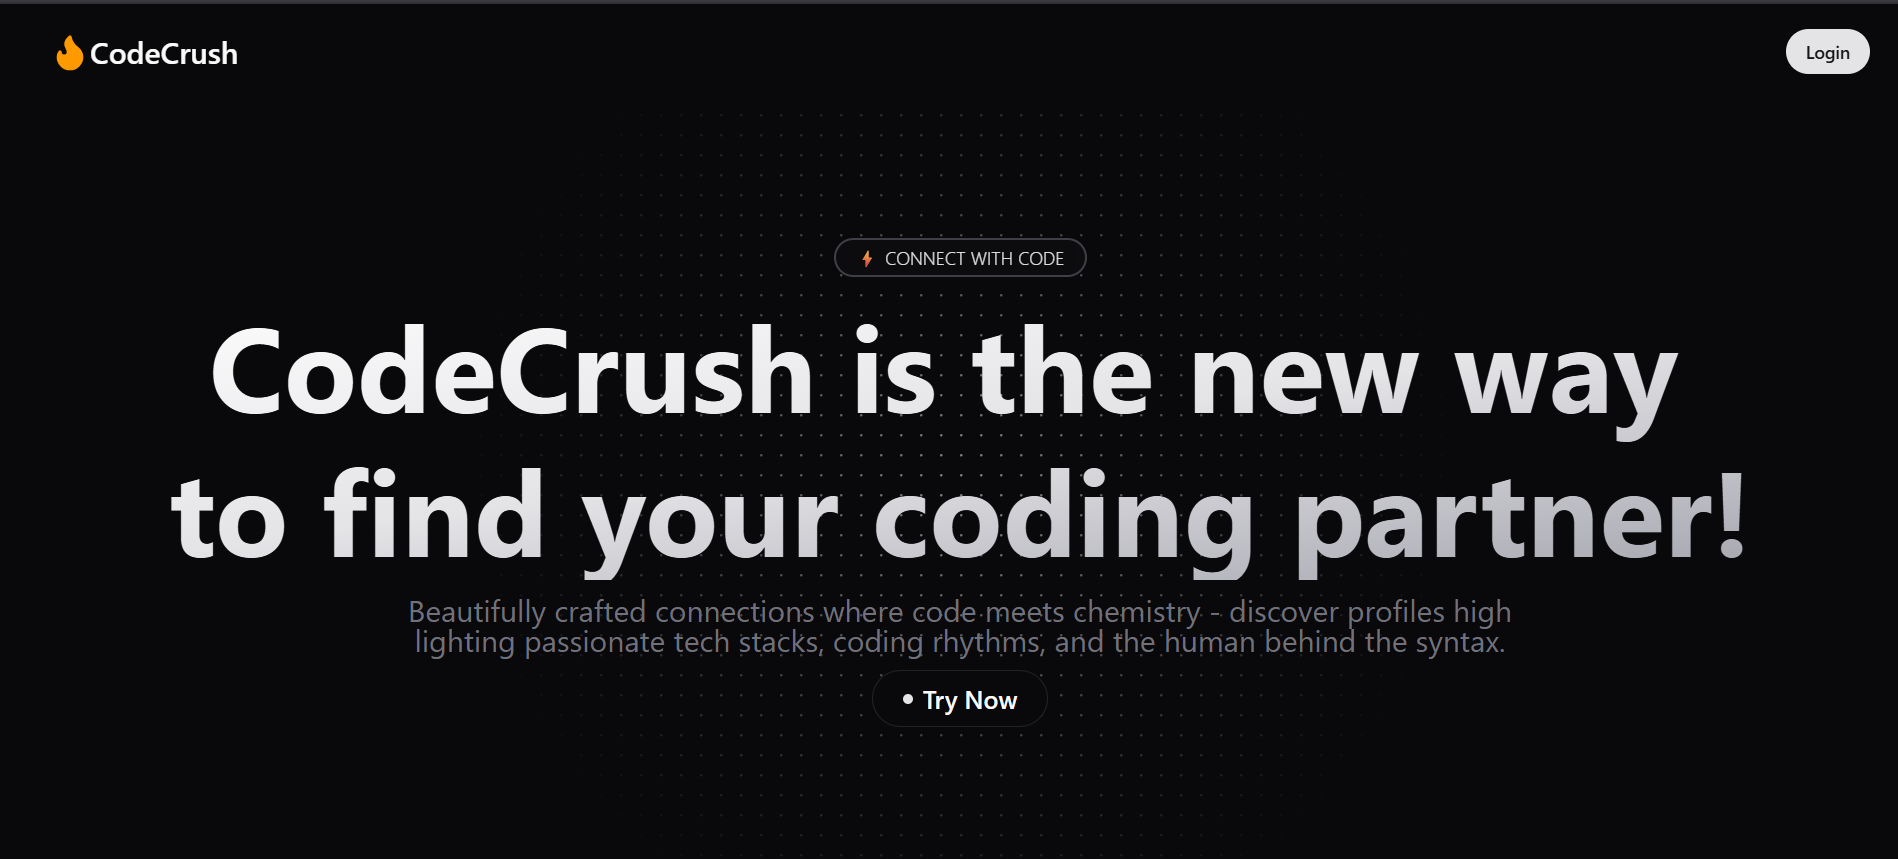 CodeCrush
Login
CONNECT WITH CODE
CodeCrush is the new way
to find your coding partner!
Beautifully crafted connections where code meets chemistry - discover profiles high
lighting passionate tech stacks, coding rhythms, and the human behind the syntax.
Try Now